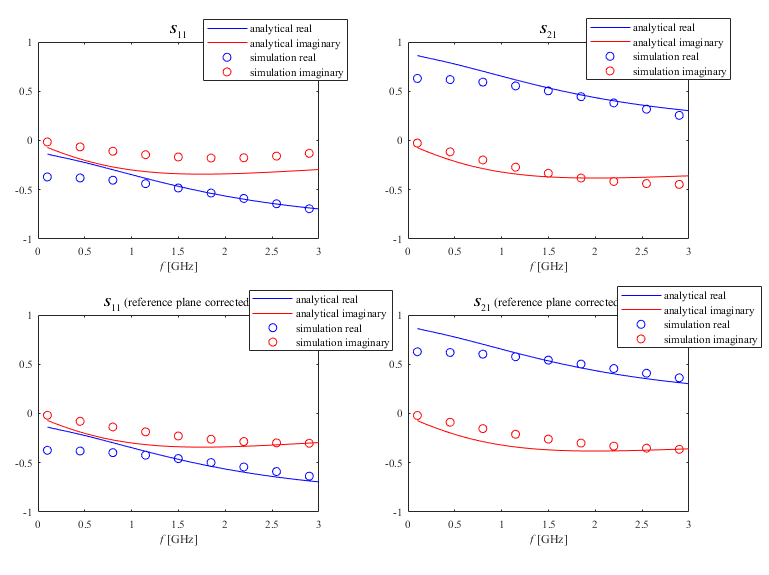 S11
analytical real
analytical imaginary
simulation real
simulation imaginary
1
0.5
0
-0.5
-1
0
0.5
1
1.5
2
2.5
3
f [GHz]
S21
analytical real
analytical imaginary
simulation real
simulation imaginary
1
0.5
0
-0.5
-1
0
0.5
1
1.5
2
2.5
3
f [GHz]
S11 (reference plane corrected
analytical real
analytical imaginary
simulation real
simulation imaginary
1
0.5
0
-0.5
-1
0
0.5
1
1.5
2
2.5
3
f [GHz]
S21 (reference plane corrected
analytical real
analytical imaginary
simulation real
simulation imaginary
1
0.5
0
-0.5
-1
0
0.5
1
1.5
2
2.5
3
f [GHz]